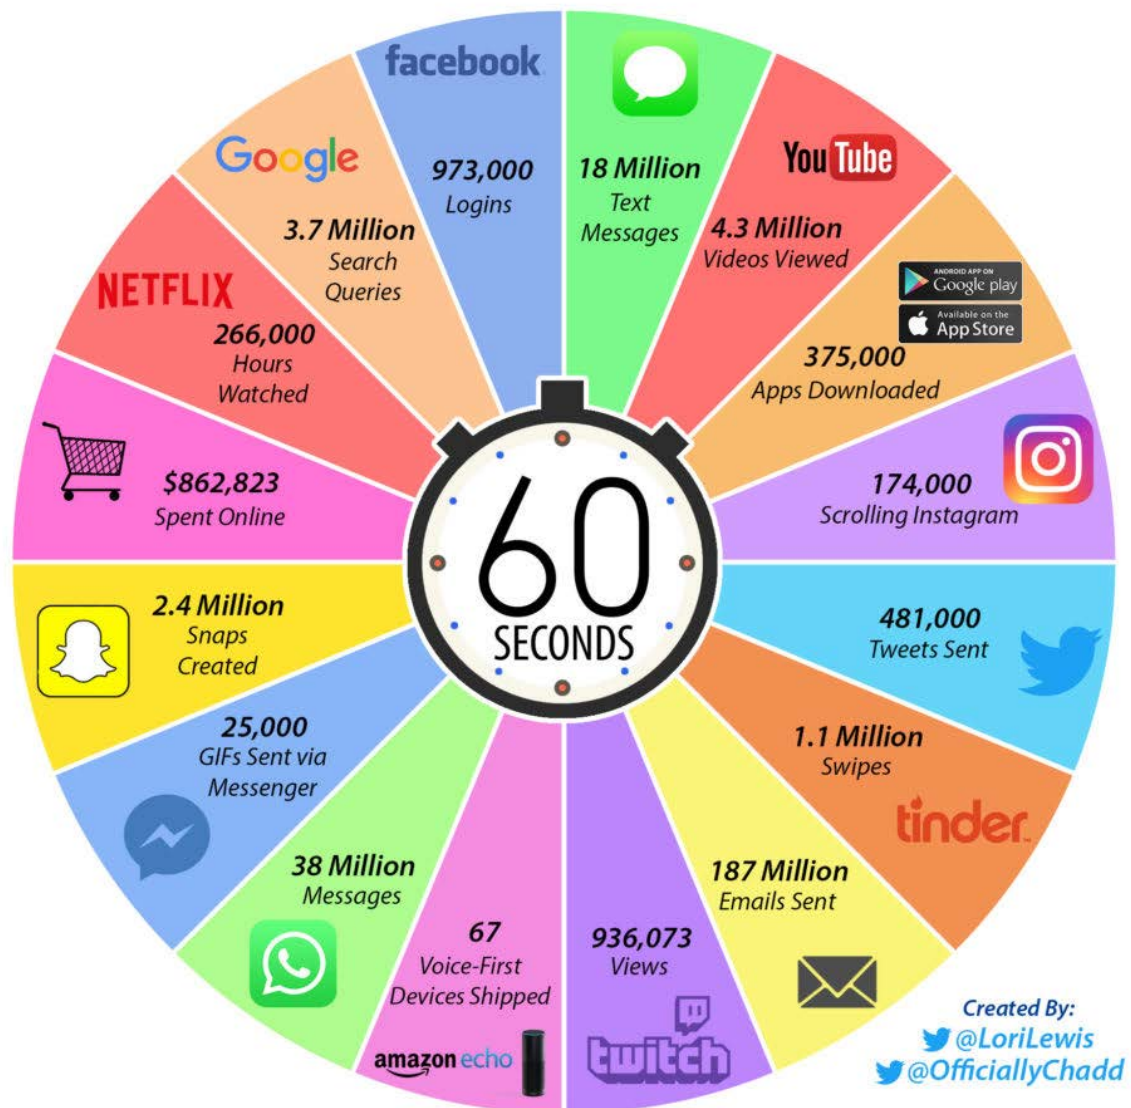 facebook
973,000
Logins
18 Million
Text
Messages
YouTube
4.3 Million
Videos Viewed
ANDROID APP ON
Google play
Available on the
App Store
375,000
Apps Downloaded
174,000
Scrolling Instagram
481,000
Tweets Sent
1.1 Million
Swipes
tinder
187 Million
Emails Sent
936,073
Views
twitch
67
Voice-First
Devices Shipped
amazon echo
38 Million
Messages
25,000
GIFs Sent via
Messenger
2.4 Million
Snaps
Created
$862,823
Spent Online
NETFLIX
266,000
Hours
Watched
Google
3.7 Million
Search
Queries
60
SECONDS
Created By:
@LoriLewis
@OfficiallyChadd